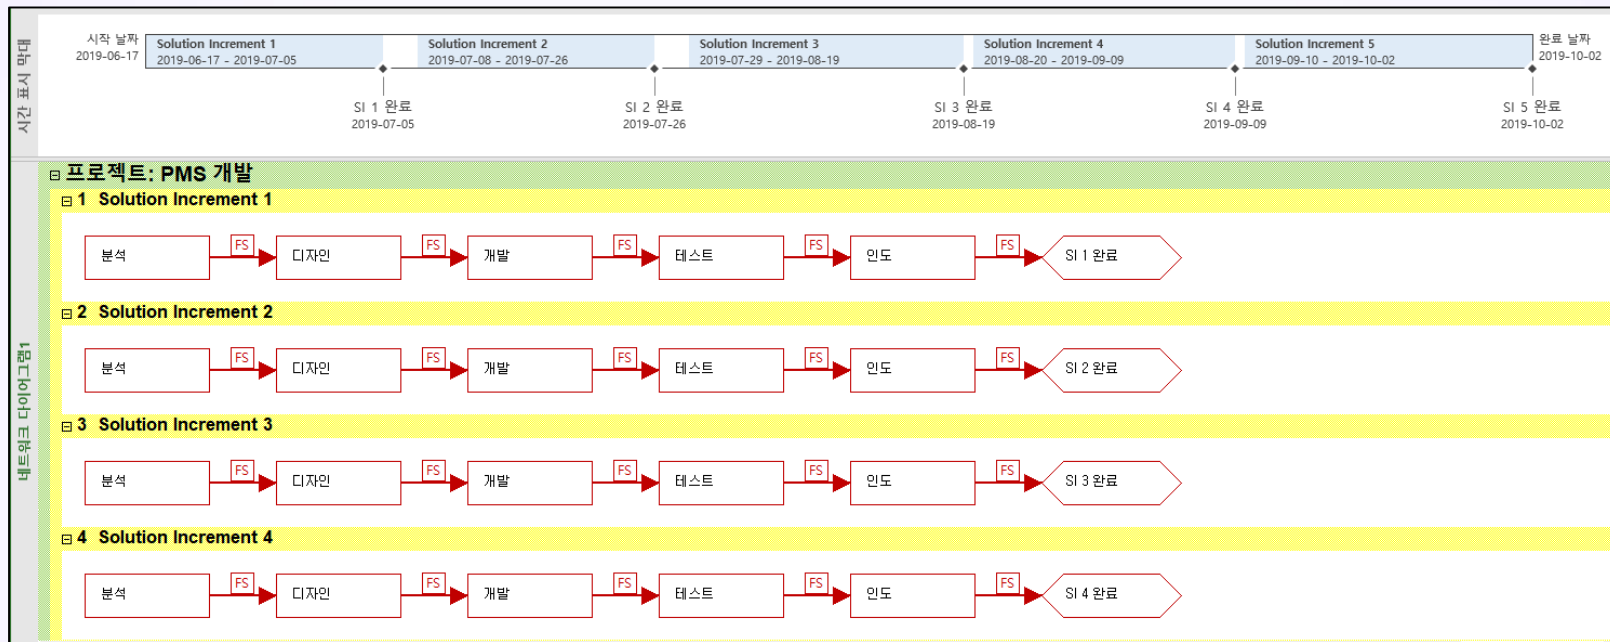 시간 표시 막대
시작 날짜
2019-06-17
Solution Increment 1
2019-06-17 - 2019-07-05
Solution Increment 2
2019-07-08 - 2019-07-26
Solution Increment 3
2019-07-29 - 2019-08-19
Solution Increment 4
2019-08-20 - 2019-09-09
Solution Increment 5
2019-09-10 - 2019-10-02
완료 날짜
2019-10-02
SI 1 완료
2019-07-05
SI 2 완료
2019-07-26
SI 3 완료
2019-08-19
SI 4 완료
2019-09-09
SI 5 완료
2019-10-02
네트워크 다이어그램1
프로젝트: PMS 개발
1 Solution Increment 1
분석 FS 디자인 FS 개발 FS 테스트 FS 인도 FS SI 1 완료
2 Solution Increment 2
분석 FS 디자인 FS 개발 FS 테스트 FS 인도 FS SI 2 완료
3 Solution Increment 3
분석 FS 디자인 FS 개발 FS 테스트 FS 인도 FS SI 3 완료
4 Solution Increment 4
분석 FS 디자인 FS 개발 FS 테스트 FS 인도 FS SI 4 완료